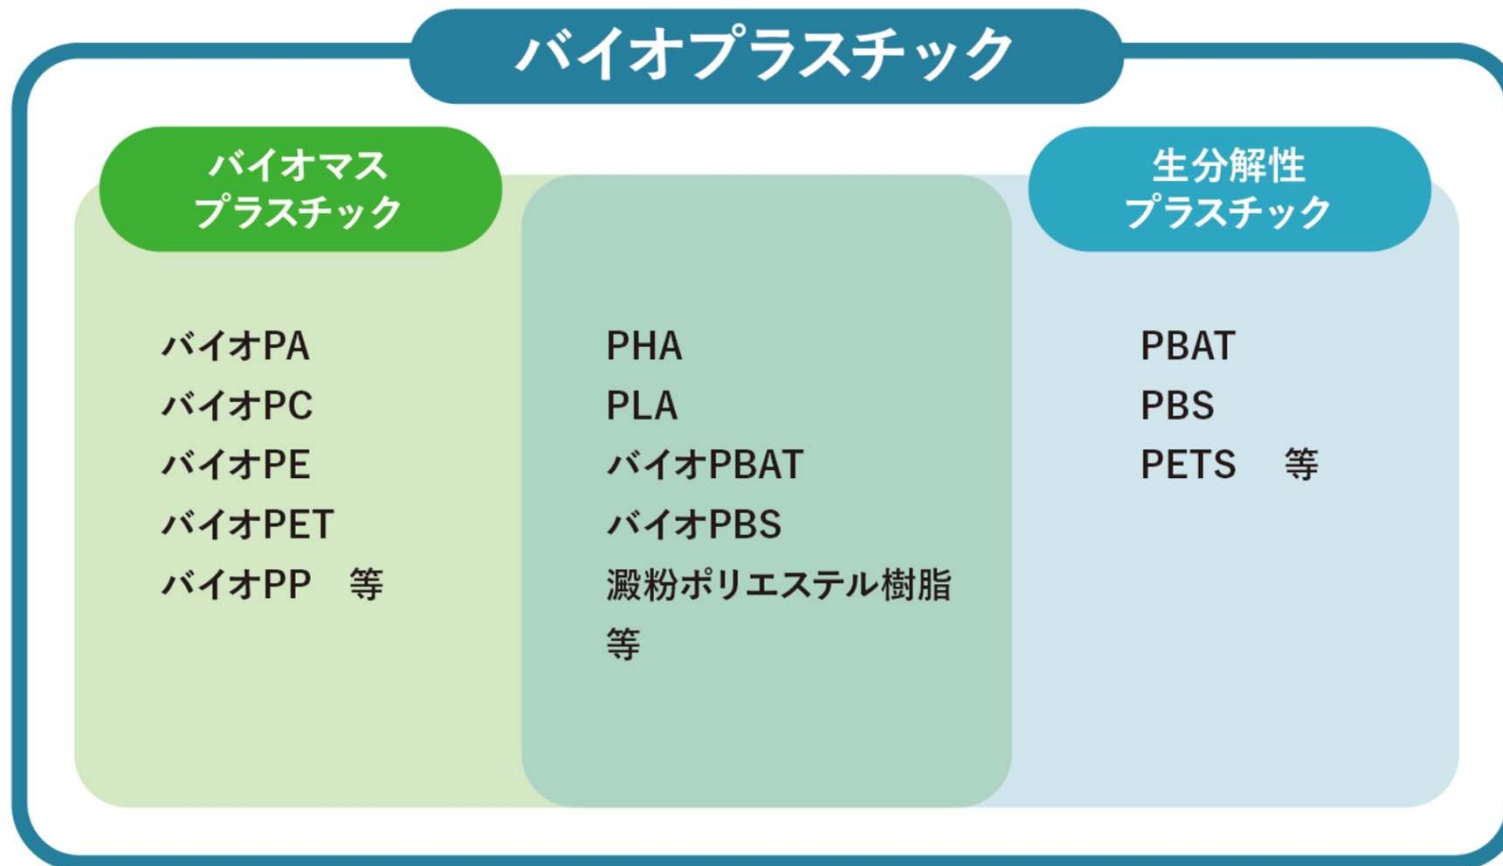 バイオプラスチック
バイオマス
プラスチック
バイオPA
バイオPC
バイオPE
バイオPET
バイオPP　等
PHA
PLA
バイオPBAT
バイオPBS
澱粉ポリエステル樹脂
等
生分解性
プラスチック
PBAT
PBS
PETS　等